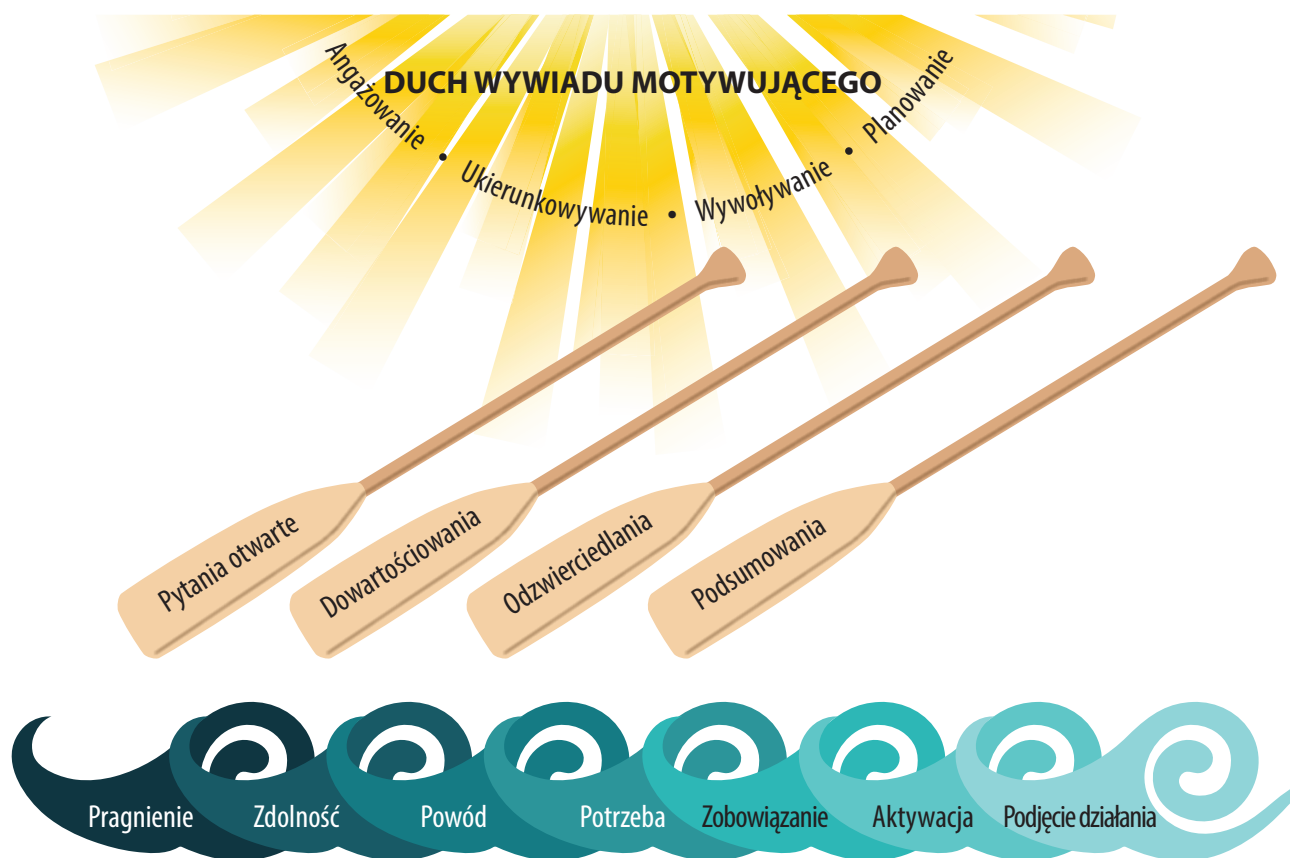 DUCH WYWIADU MOTYWUJĄCEGO
Angażowanie • Ukierunkowywanie • Wywoływanie • Planowanie
Pytania otwarte
Dowartościowania
Odzwierciedlania
Podsumowania
Pragnienie
Zdolność
Powód
Potrzeba
Zobowiązanie
Aktywacja
Podjęcie działania